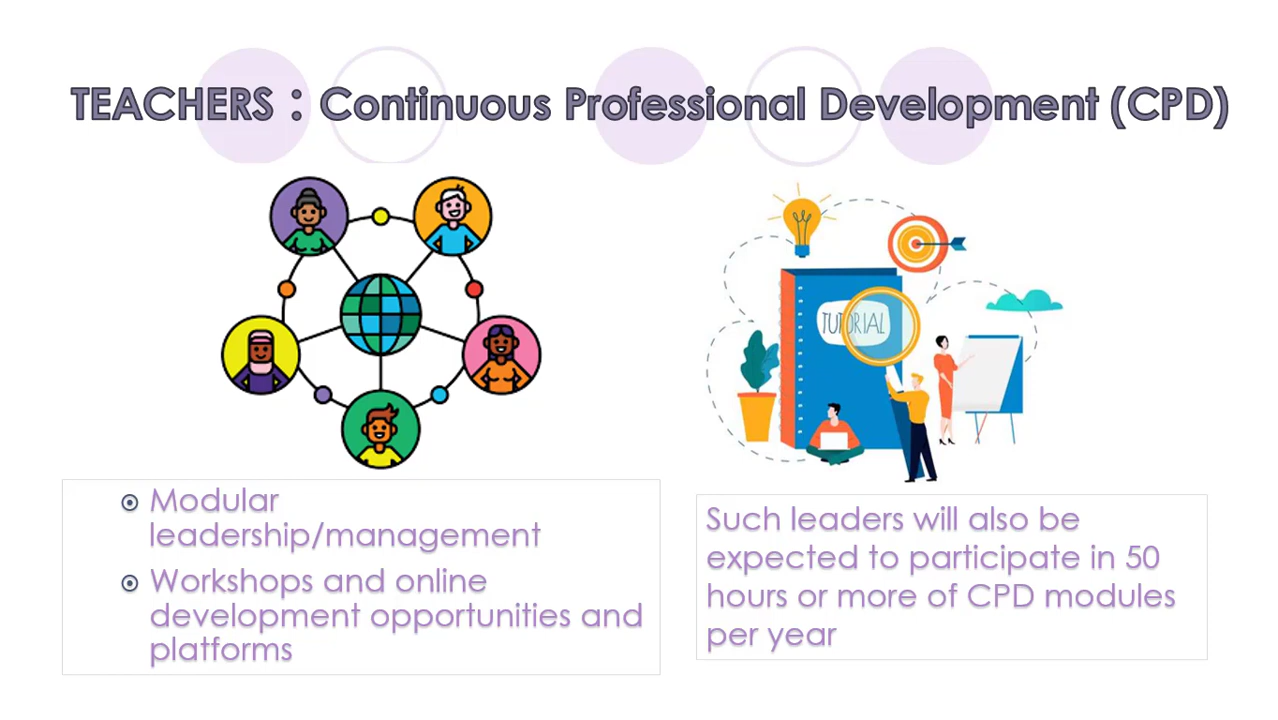 TEACHERS : Continuous Professional Development (CPD)
TUTORIAL
Modular
leadership/management
Workshops and online
development opportunities and
platforms
Such leaders will also be
expected to participate in 50
hours or more of CPD modules
per year